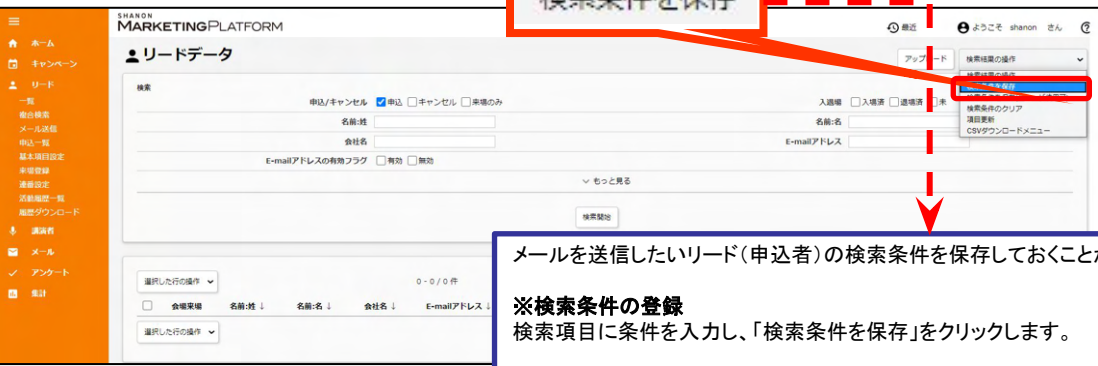 検索条件を保存
SHANON
MARKETINGPLATFORM
最近
ようこそ shanon さん
ホーム
キャンペーン
リード
一覧
複合検索
メール送信
申込一覧
基本項目設定
来場登録
連番設定
活動履歴一覧
履歴ダウンロード
講演者
メール
アンケート
集計
リードデータ
アップロード
検索結果の操作
検索結果の操作
検索条件を保存
検索条件のクリア
項目更新
CSVダウンロードメニュー
検索
申込/キャンセル 申込 キャンセル 来場のみ
入退場 入場済 退場済 未
名前:姓
名前:名
会社名
E-mailアドレス
E-mailアドレスの有効フラグ 有効 無効
もっと見る
検索開始
選択した行の操作
0 - 0 / 0 件
会場来場 名前:姓↓ 名前:名↓ 会社名↓ E-mailアドレス↓
選択した行の操作
メールを送信したいリード（申込者）の検索条件を保存しておくことが
※検索条件の登録
検索項目に条件を入力し、「検索条件を保存」をクリックします。